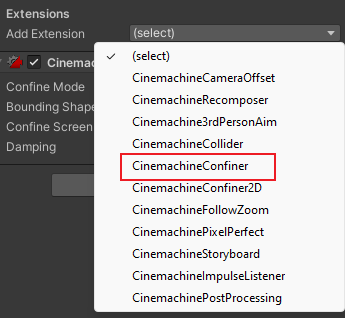 Extensions
Add Extension (select)
✓ (select)
CinemachineCameraOffset
CinemachineRecomposer
Cinemachine3rdPersonAim
CinemachineCollider
CinemachineConfiner
CinemachineConfiner2D
CinemachineFollowZoom
CinemachinePixelPerfect
CinemachineStoryboard
CinemachineImpulseListener
CinemachinePostProcessing
Cinema
Confine Mode
Bounding Shape
Confine Screen
Damping